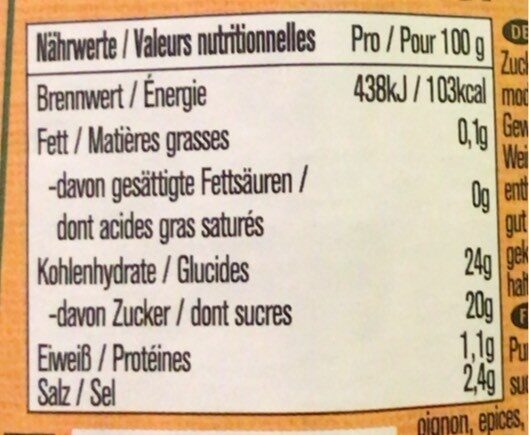 Nährwerte / Valeurs nutritionnelles Pro / Pour 100 g
Brennwert / Énergie 438kJ / 103kcal
Fett / Matières grasses 0,1g
-davon gesättigte Fettsäuren /
dont acides gras saturés 0g
Kohlenhydrate / Glucides 24g
-davon Zucker / dont sucres 20g
Eiweiß / Protéines 1,1g
Salz / Sel 2,4g
DE
oignon, épices,